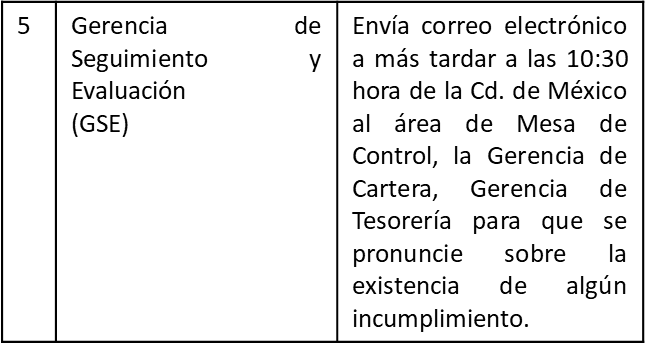 5
Gerencia de
Seguimiento y
Evaluación
(GSE)
Envía correo electrónico
a más tardar a las 10:30
hora de la Cd. de México
al área de Mesa de
Control, la Gerencia de
Cartera, Gerencia de
Tesorería para que se
pronuncie sobre la
existencia de algún
incumplimiento.